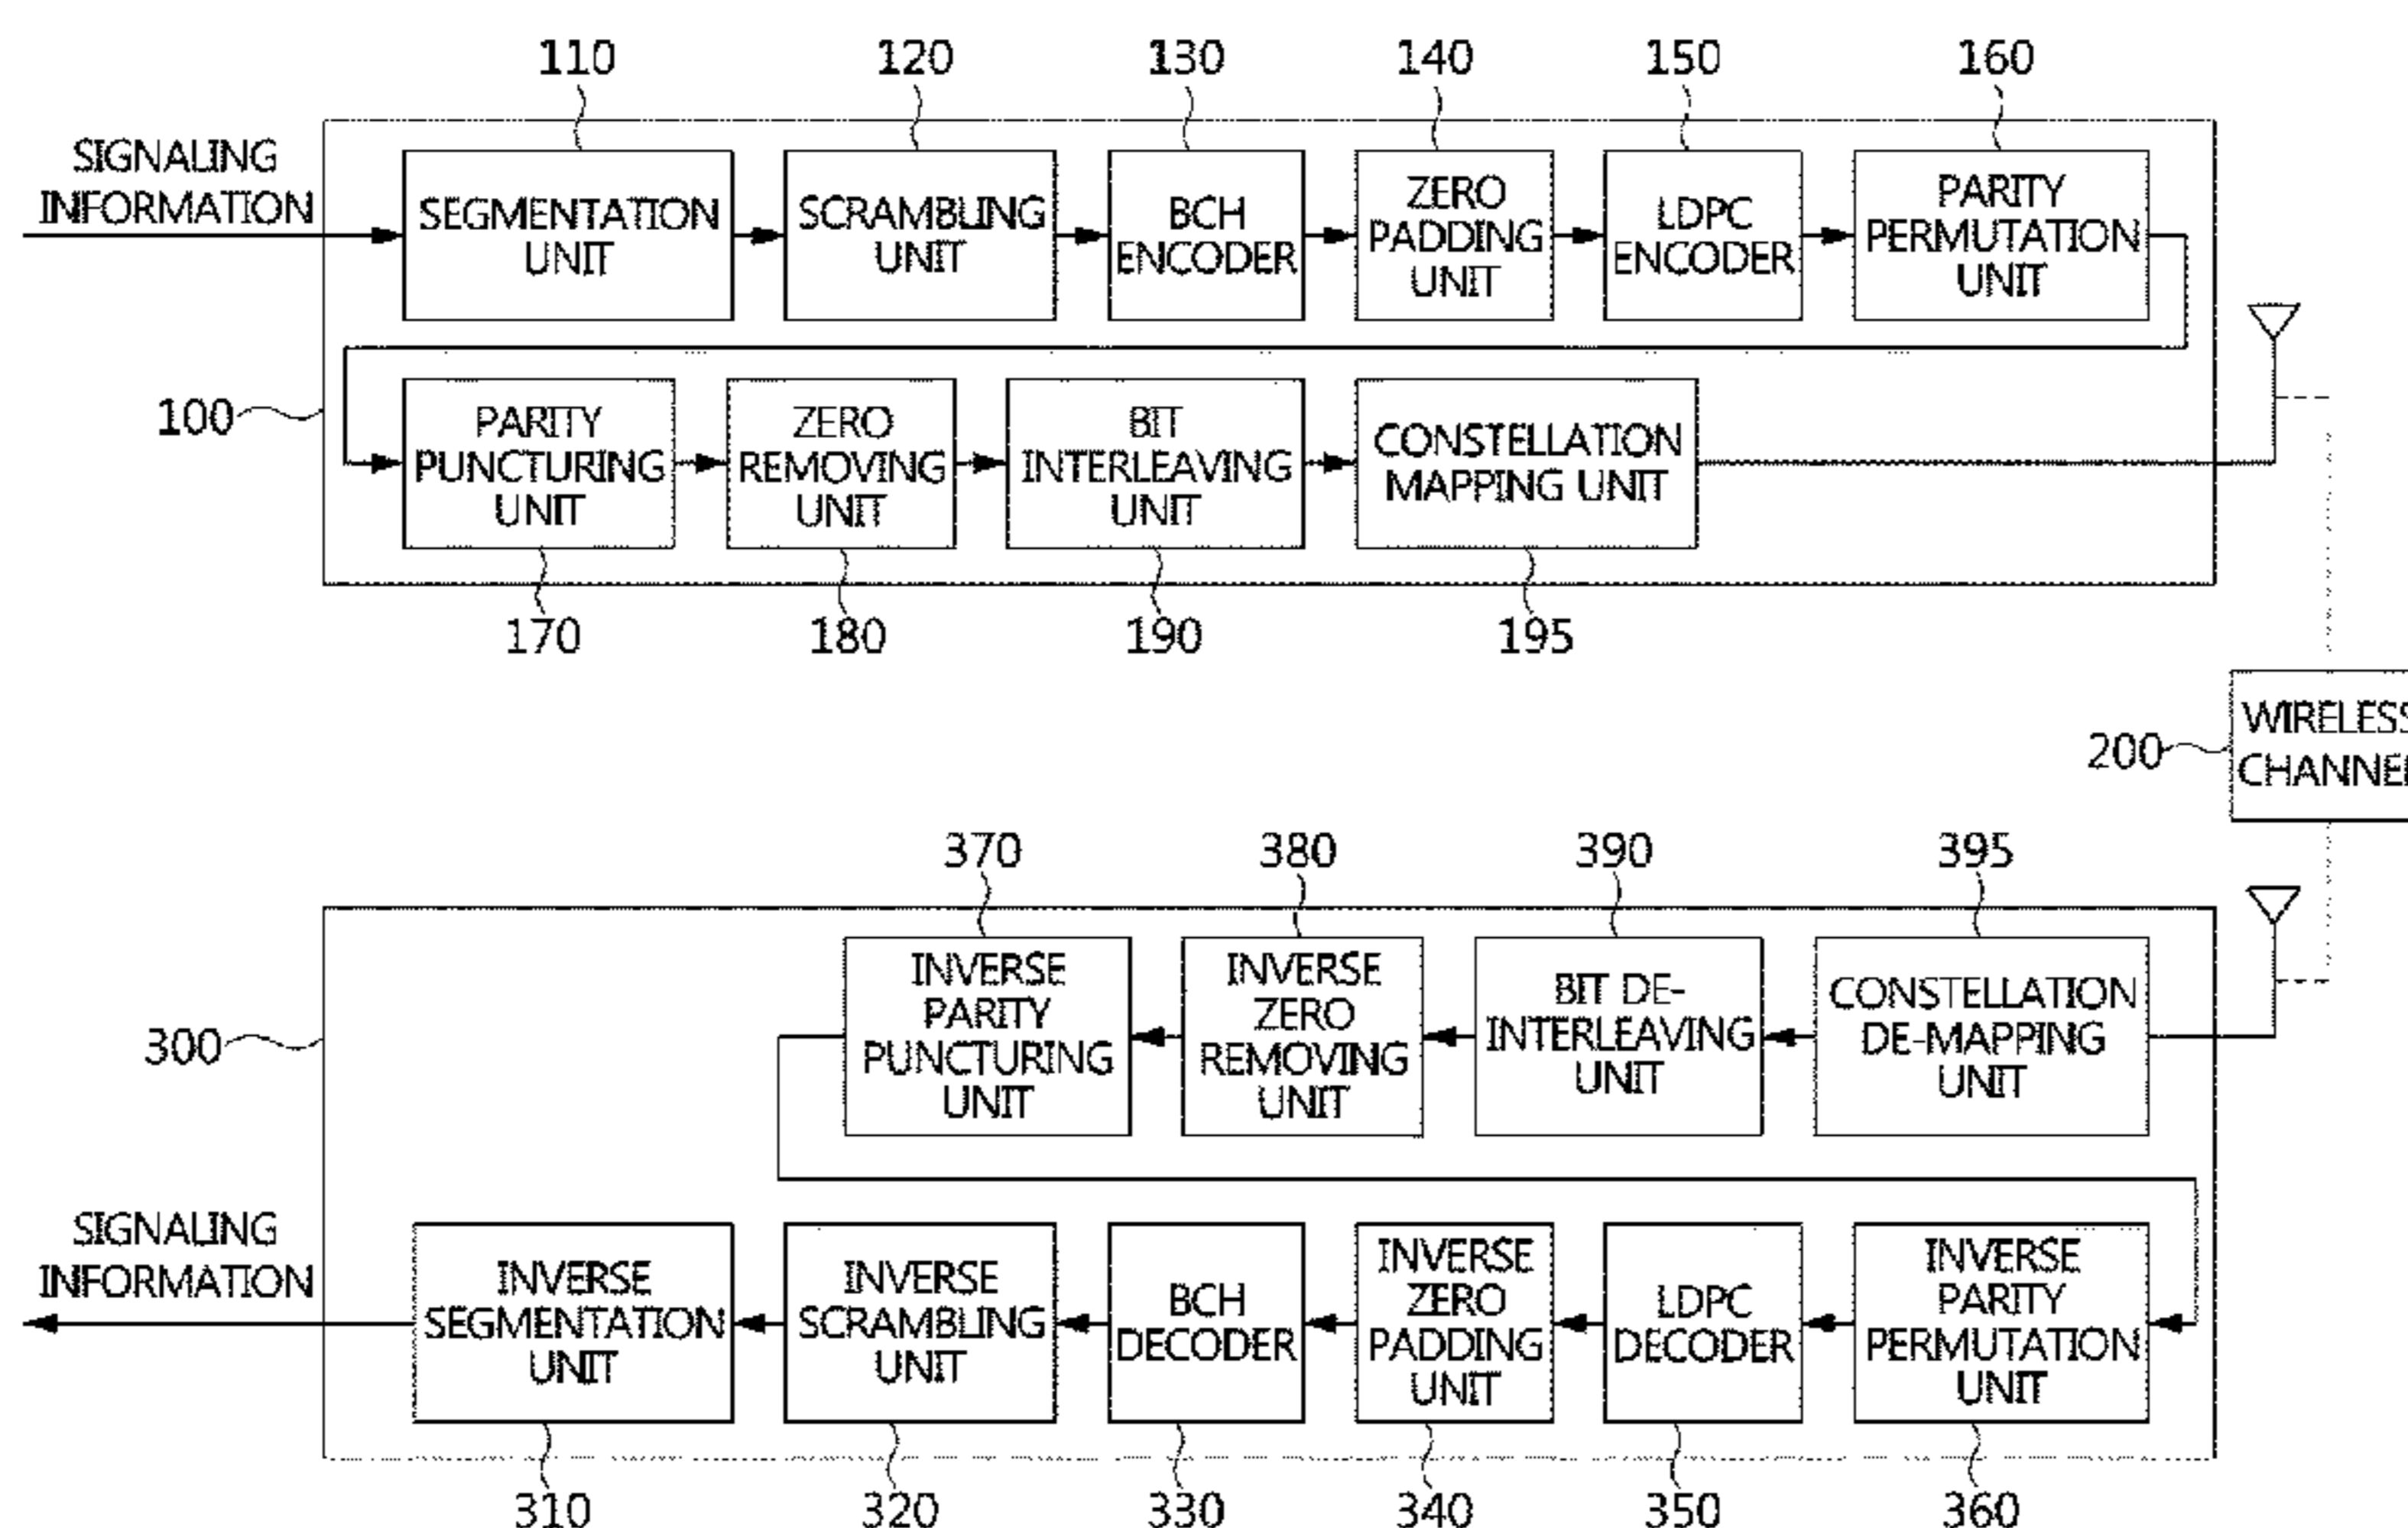 110
120
130
140
150
160
SIGNALING
INFORMATION
SEGMENTATION
UNIT
SCRAMBLING
UNIT
BCH
ENCODER
ZERO
PADDING
UNIT
LDPC
ENCODER
PARITY
PERMUTATION
UNIT
100
PARITY
PUNCTURING
UNIT
ZERO
REMOVING
UNIT
BIT
INTERLEAVING
UNIT
CONSTELLATION
MAPPING UNIT
170
180
190
195
200
WIRELESS
CHANNEL
370
380
390
395
300
INVERSE
PARITY
PUNCTURING
UNIT
INVERSE
ZERO
REMOVING
UNIT
BIT DE-
INTERLEAVING
UNIT
CONSTELLATION
DE-MAPPING
UNIT
SIGNALING
INFORMATION
INVERSE
SEGMENTATION
UNIT
INVERSE
SCRAMBLING
UNIT
BCH
DECODER
INVERSE
ZERO
PADDING
UNIT
LDPC
DECODER
INVERSE
PARITY
PERMUTATION
UNIT
310
320
330
340
350
360